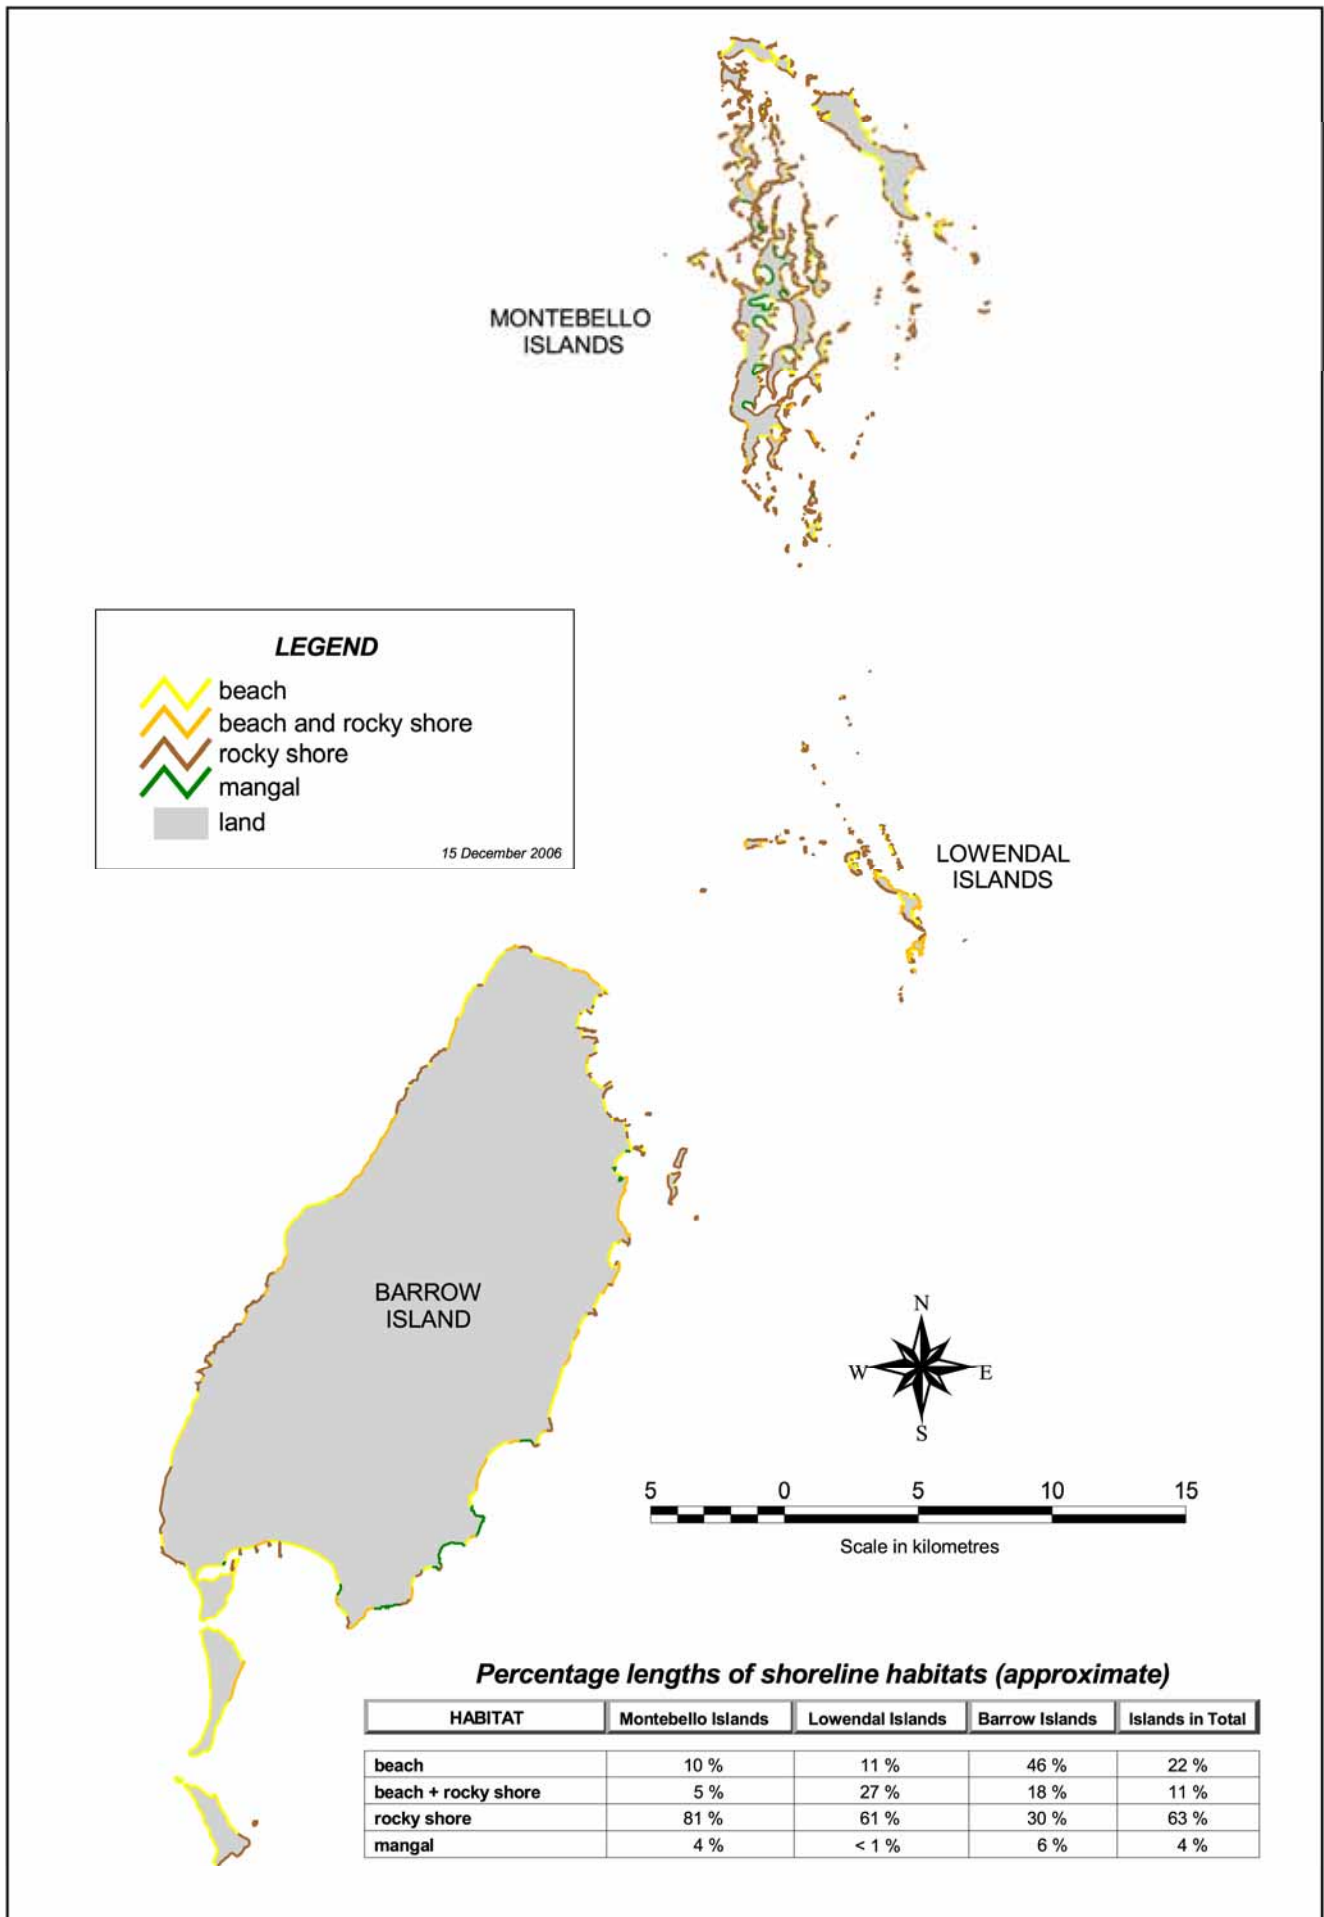 MONTEBELLO
ISLANDS
LEGEND
beach
beach and rocky shore
rocky shore
mangal
land
15 December 2006
LOWENDAL
ISLANDS
BARROW
ISLAND
N
W E
S
5 0 5 10 15
Scale in kilometres
Percentage lengths of shoreline habitats (approximate)
HABITAT Montebello Islands Lowendal Islands Barrow Islands Islands in Total
beach 10 % 11 % 46 % 22 %
beach + rocky shore 5 % 27 % 18 % 11 %
rocky shore 81 % 61 % 30 % 63 %
mangal 4 % < 1 % 6 % 4 %